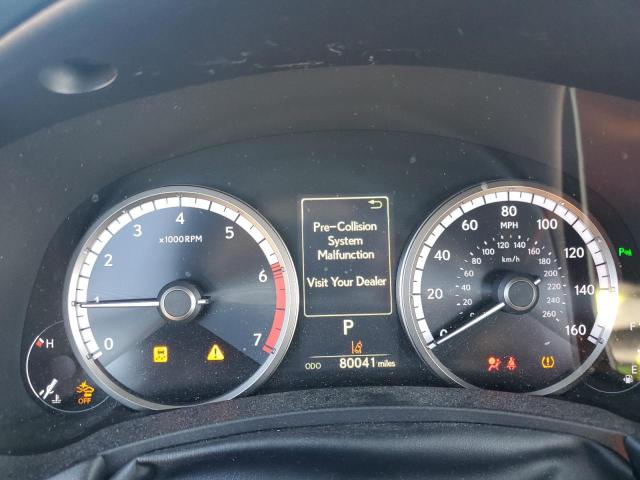 Pre-Collision
System
Malfunction
Visit Your Dealer
P
ODO 80041 miles
x1000RPM
0 1 2 3 4 5 6 7
H
OFF
MPH
0 20 40 60 80 100 120 140 160
km/h
20 40 60 80 100 120 140 160 180 200 220 240 260
E